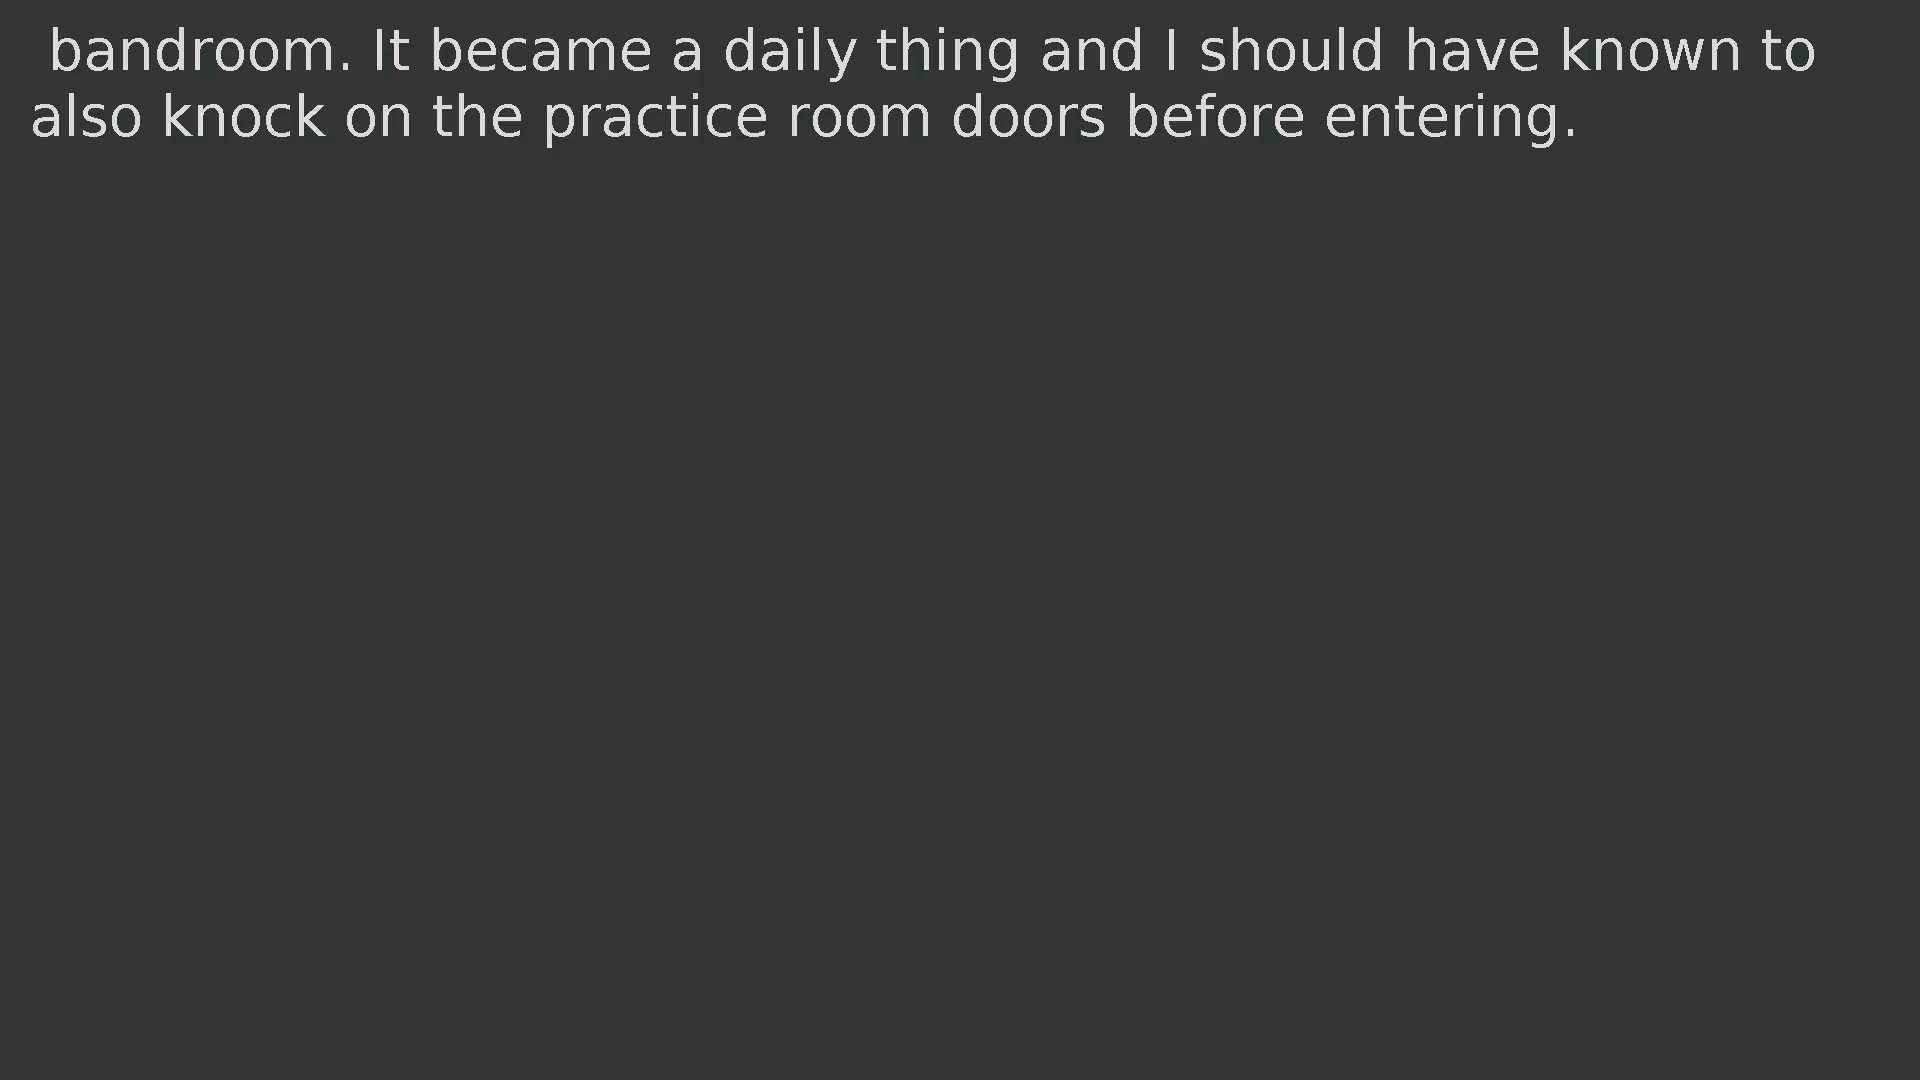 bandroom. It became a daily thing and I should have known to
also knock on the practice room doors before entering.